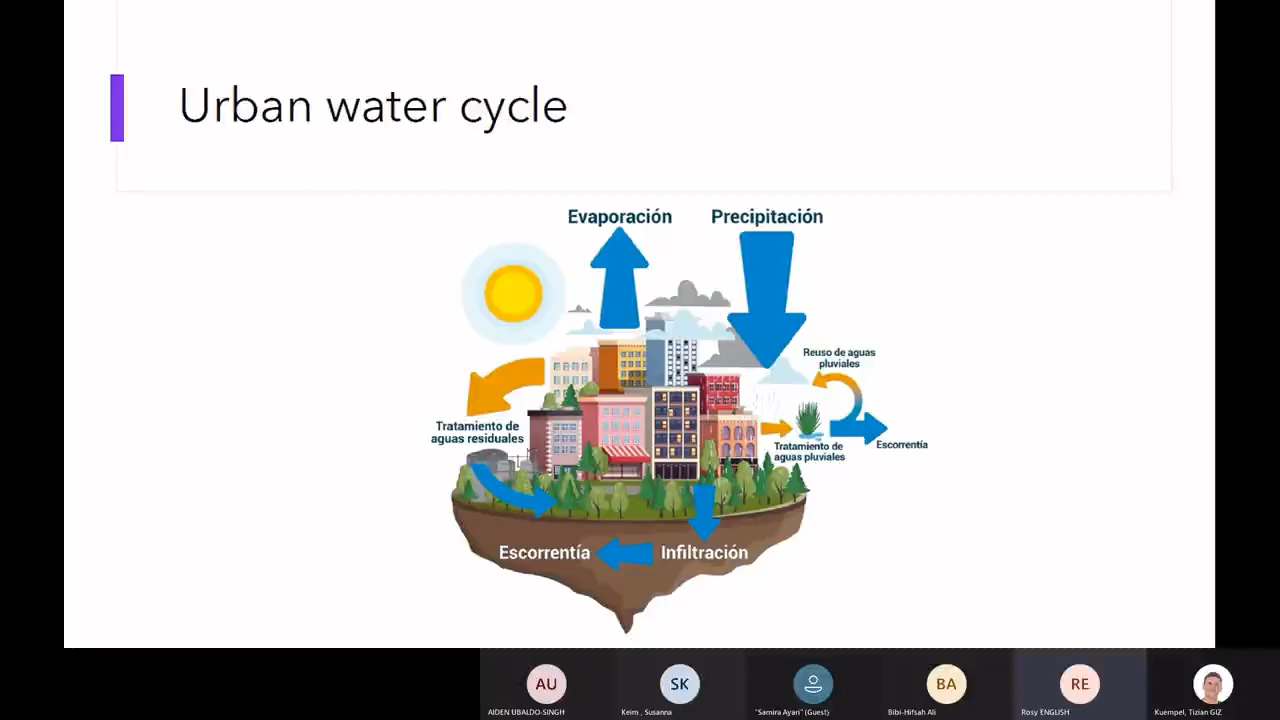 Urban water cycle
Evaporación
Precipitación
Reuso de aguas
pluviales
Tratamiento de
aguas residuales
Tratamiento de
aguas pluviales
Escorrentía
Escorrentía
Infiltración
AU
SK
BA
RE
AIDEN UBALDO-SINGH
Keim , Susanna
"Samira Ayari" (Guest)
Bibi-Hifsah Ali
Rosy ENGLISH
Kuempel, Tizian GIZ